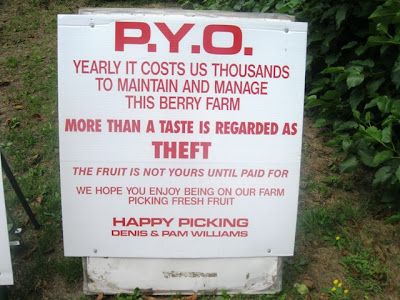 P.Y.O.
YEARLY IT COSTS US THOUSANDS
TO MAINTAIN AND MANAGE
THIS BERRY FARM
MORE THAN A TASTE IS REGARDED AS
THEFT
THE FRUIT IS NOT YOURS UNTIL PAID FOR
WE HOPE YOU ENJOY BEING ON OUR FARM
PICKING FRESH FRUIT
HAPPY PICKING
DENIS & PAM WILLIAMS